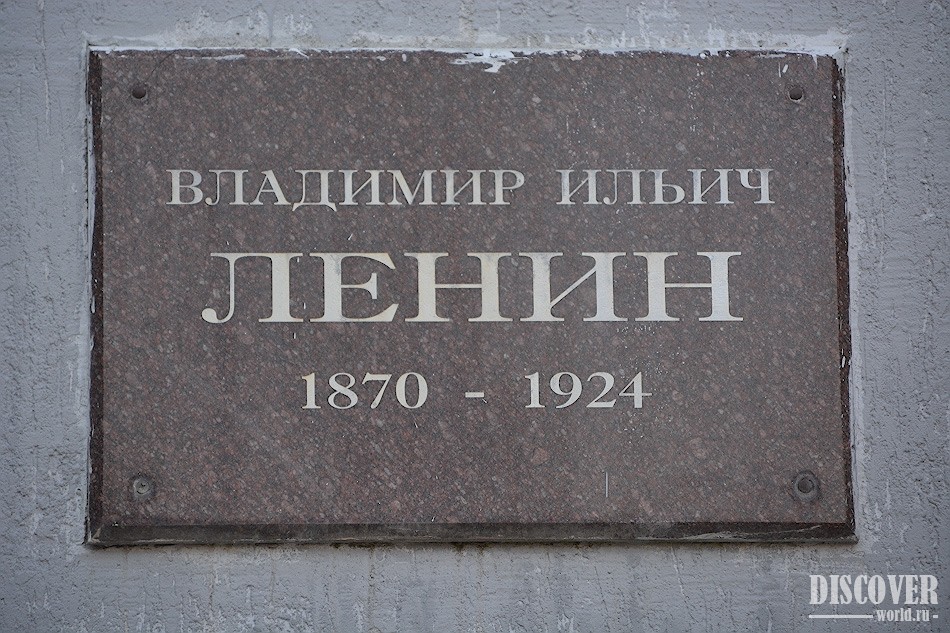 ВЛАДИМИР ИЛЬИЧ
ЛЕНИН
1870 - 1924
DISCOVER
world.ru